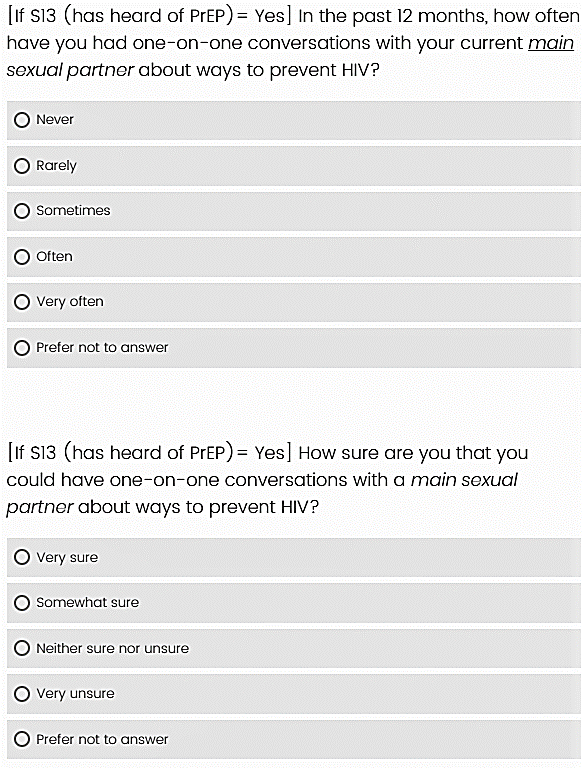 [If S13 (has heard of PrEP) = Yes] In the past 12 months, how often
have you had one-on-one conversations with your current main
sexual partner about ways to prevent HIV?
Never
Rarely
Sometimes
Often
Very often
Prefer not to answer
[If S13 (has heard of PrEP) = Yes] How sure are you that you
could have one-on-one conversations with a main sexual
partner about ways to prevent HIV?
Very sure
Somewhat sure
Neither sure nor unsure
Very unsure
Prefer not to answer